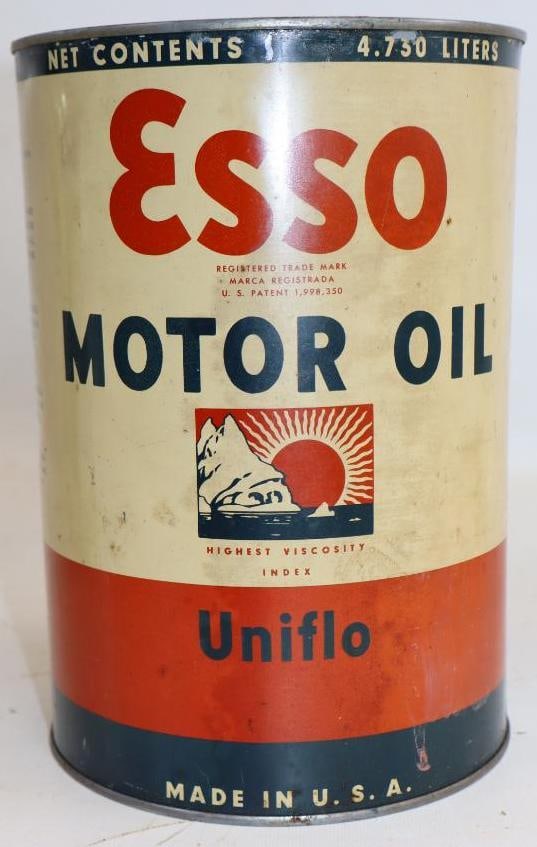 NET CONTENTS 4.730 LITERS
Esso
REGISTERED TRADE MARK
MARCA REGISTRADA
U. S. PATENT 1,998,350
MOTOR OIL
HIGHEST VISCOSITY
INDEX
Uniflo
MADE IN U. S. A.